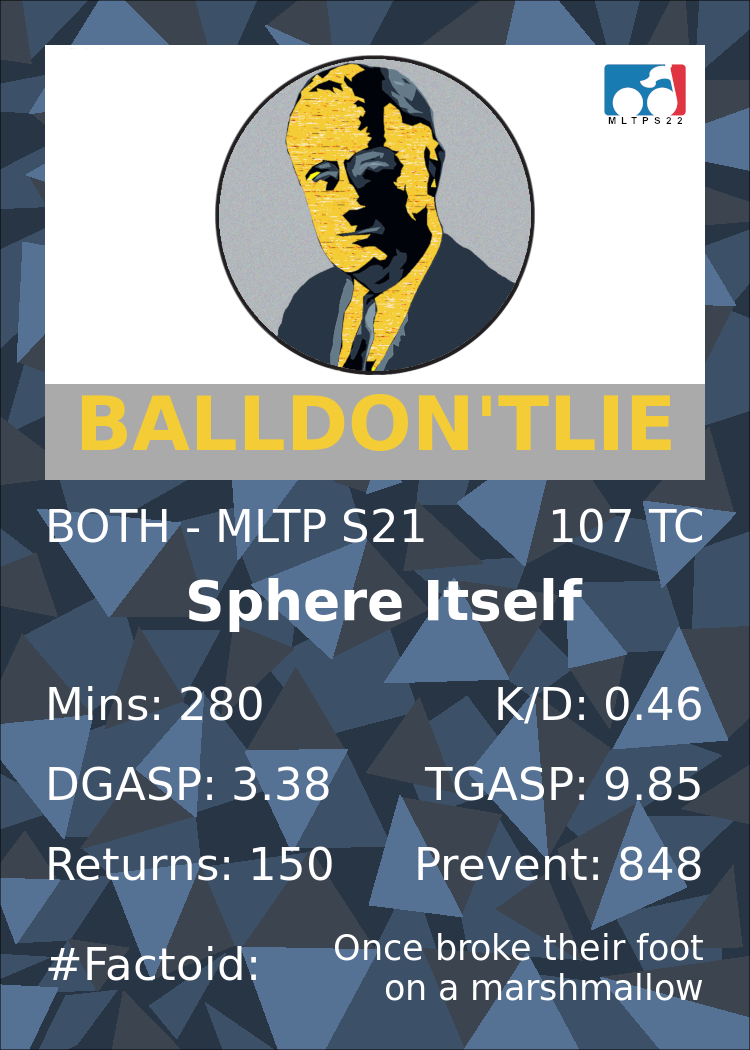 MLTPS22
BALLDON'TLIE
BOTH - MLTP S21 107 TC
Sphere Itself
Mins: 280 K/D: 0.46
DGASP: 3.38 TGASP: 9.85
Returns: 150 Prevent: 848
#Factoid: Once broke their foot
on a marshmallow